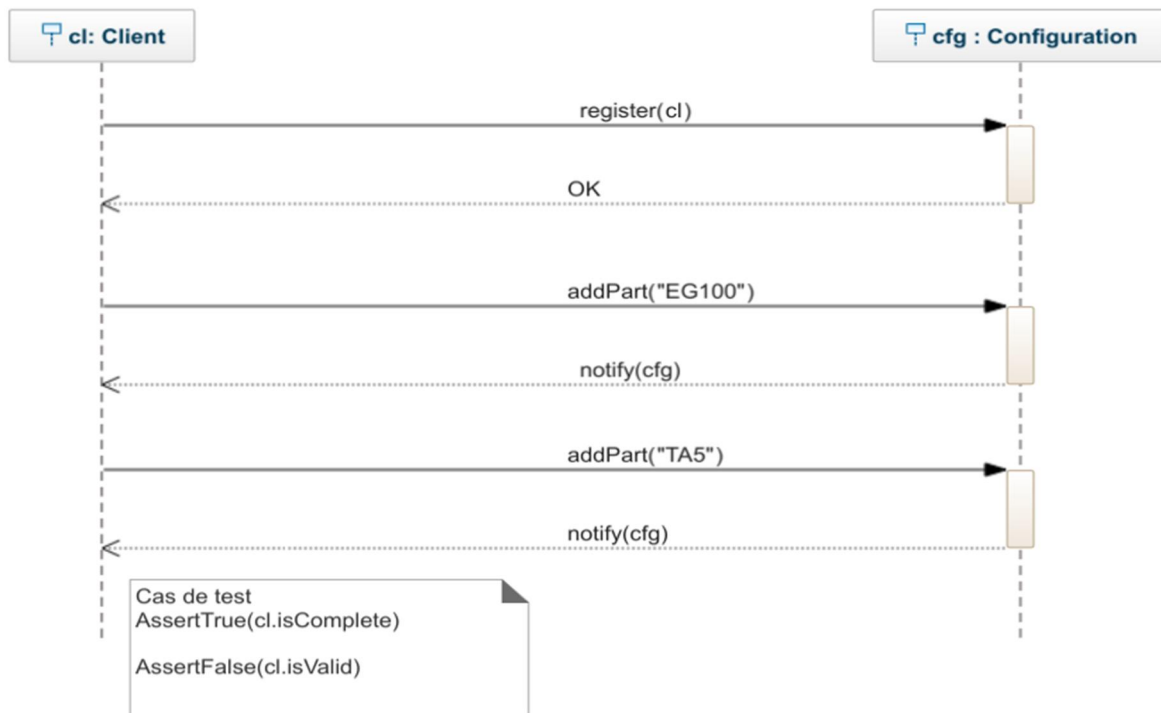 cl: Client
cfg : Configuration
register(cl)
OK
addPart("EG100")
notify(cfg)
addPart("TA5")
notify(cfg)
Cas de test
AssertTrue(cl.isComplete)
AssertFalse(cl.isValid)